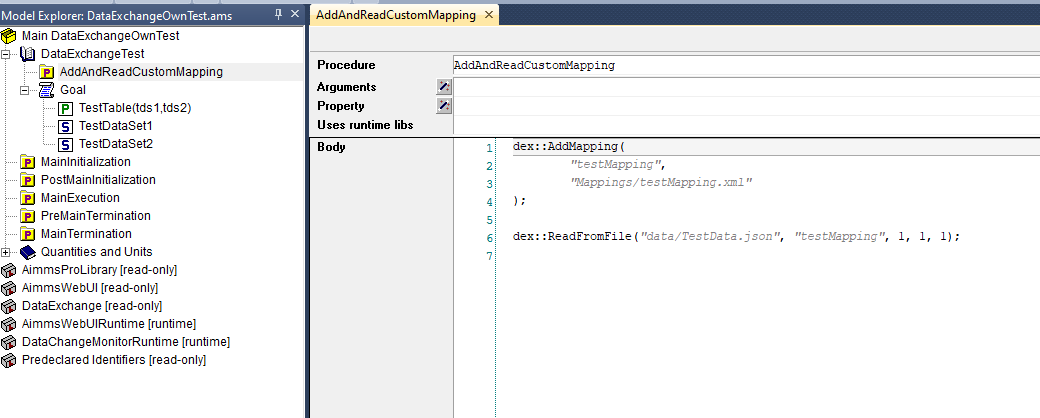 Model Explorer: DataExchangeOwnTest.ams
Main DataExchangeOwnTest
DataExchangeTest
P AddAndReadCustomMapping
Goal
P TestTable(tds1,tds2)
S TestDataSet1
S TestDataSet2
P MainInitialization
P PostMainInitialization
P MainExecution
P PreMainTermination
P MainTermination
Quantities and Units
AimmsProLibrary [read-only]
AimmsWebUI [read-only]
DataExchange [read-only]
AimmsWebUIRuntime [runtime]
DataChangeMonitorRuntime [runtime]
Predeclared Identifiers [read-only]
AddAndReadCustomMapping
Procedure AddAndReadCustomMapping
Arguments
Property
Uses runtime libs
Body
1 dex::AddMapping(
2 "testMapping",
3 "Mappings/testMapping.xml"
4 );
5
6 dex::ReadFromFile("data/TestData.json", "testMapping", 1, 1, 1);
7